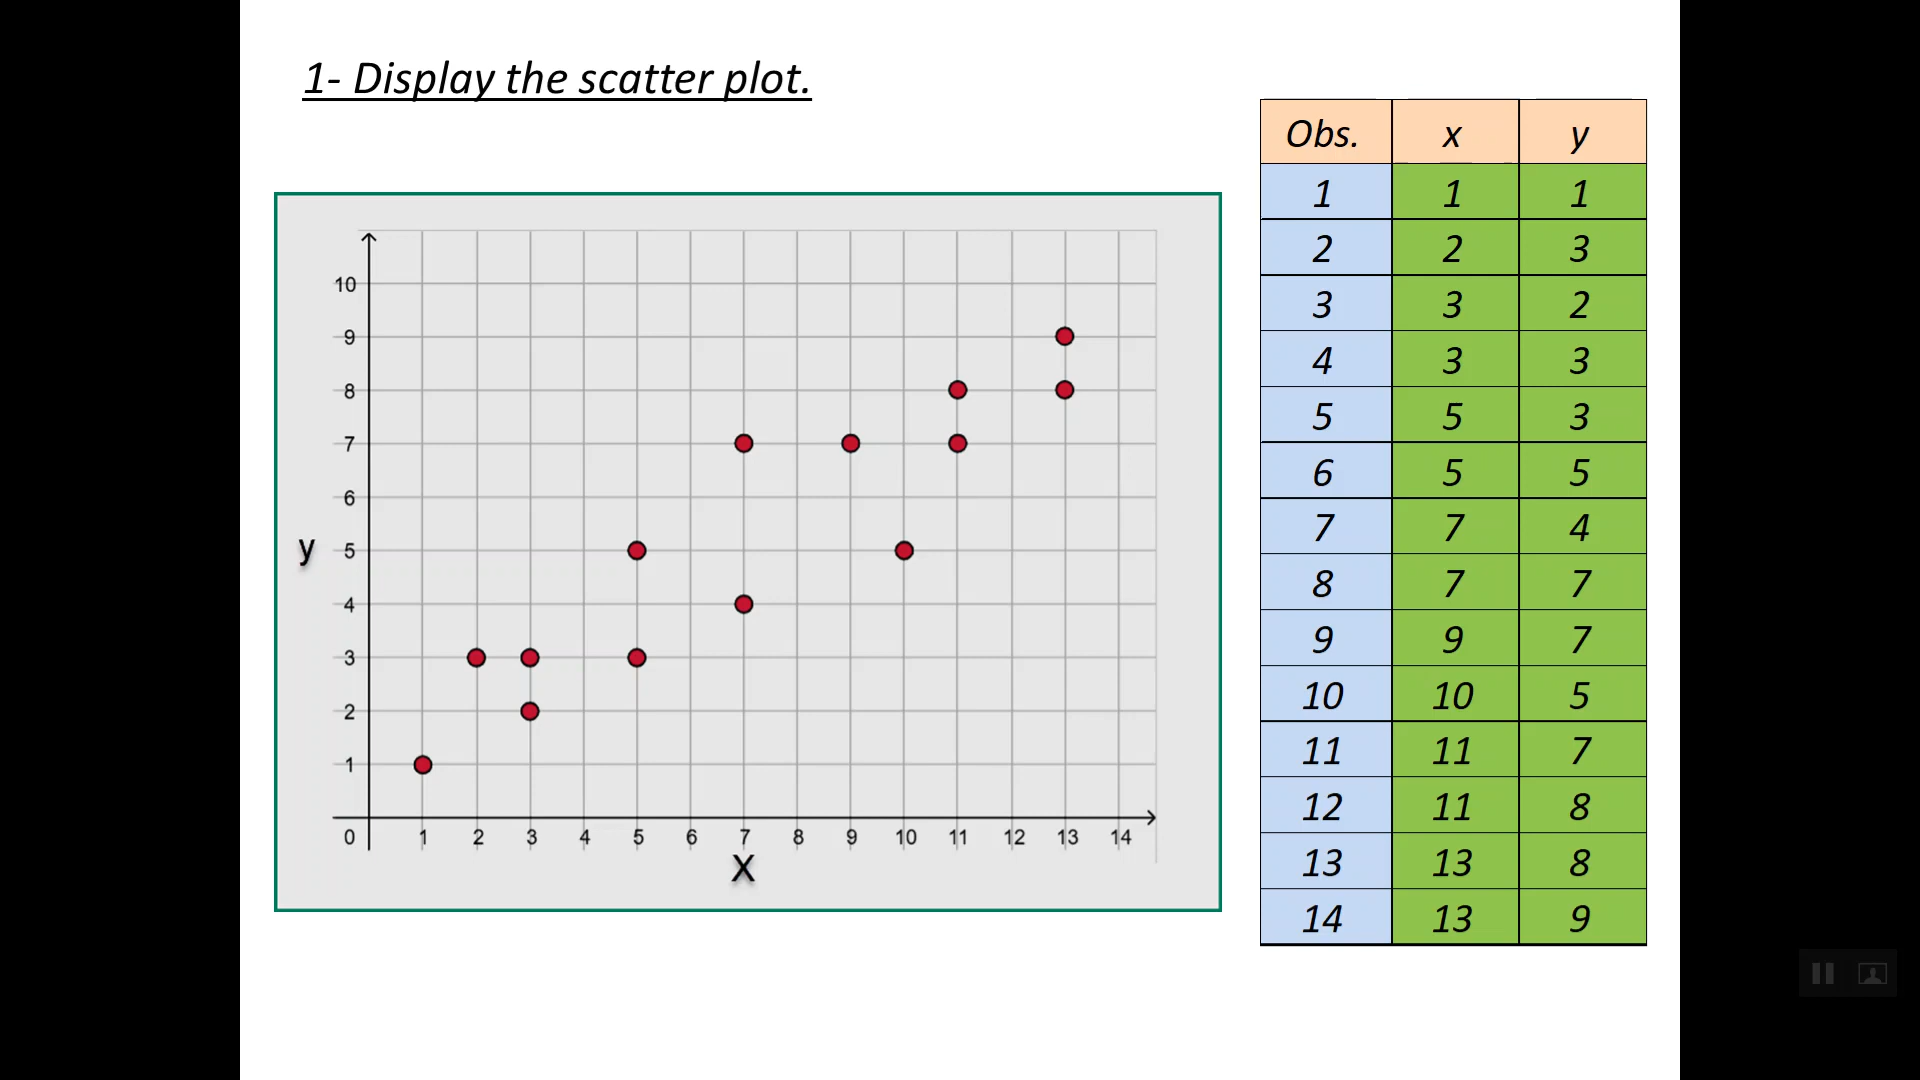 1- Display the scatter plot.
Obs. x y
1 1 1
2 2 3
3 3 2
4 3 3
5 5 3
6 5 5
7 7 4
8 7 7
9 9 7
10 10 5
11 11 7
12 11 8
13 13 8
14 13 9
10
9
8
7
6
y 5
4
3
2
1
0 1 2 3 4 5 6 7 8 9 10 11 12 13 14
X